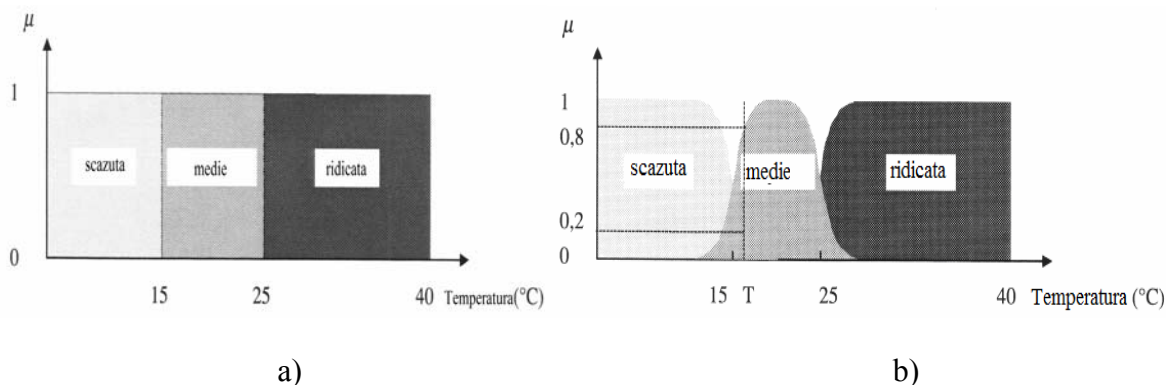 μ
1
scazuta
medie
ridicata
0
15
25
40
Temperatura(°C)
a)
μ
1
0,8
scazuta
medie
ridicata
0,2
0
15
T
25
40
Temperatura (°C)
b)